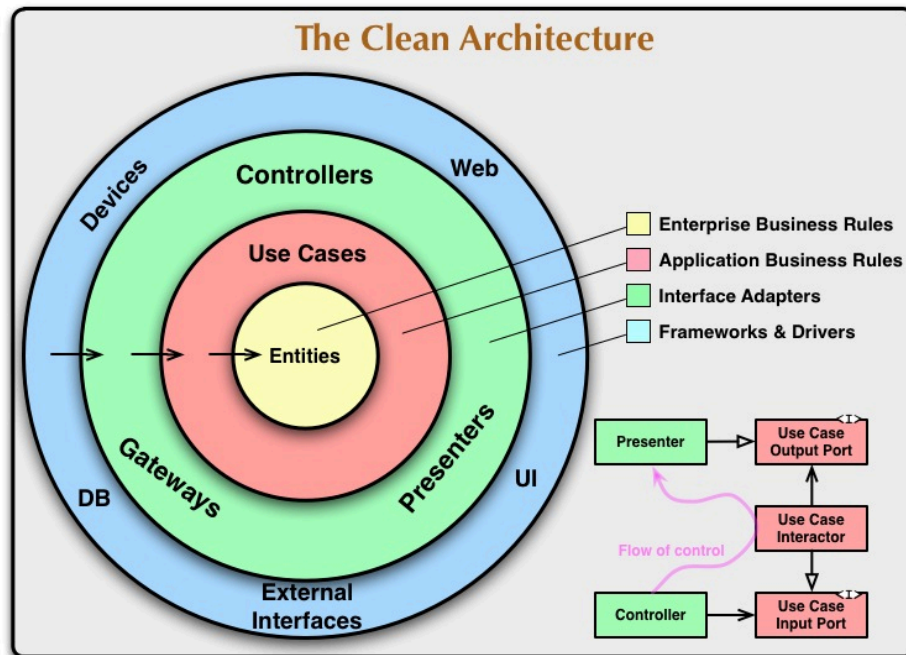 The Clean Architecture
Devices
Web
Controllers
Use Cases
Entities
Gateways
Presenters
DB
UI
External
Interfaces
Enterprise Business Rules
Application Business Rules
Interface Adapters
Frameworks & Drivers
Presenter
<I>
Use Case
Output Port
Use Case
Interactor
Flow of control
Controller
<I>
Use Case
Input Port